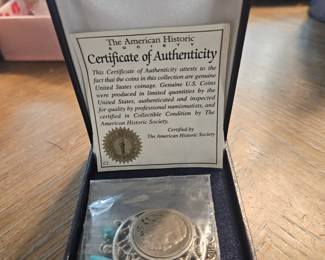 The American Historic
SOCIETY
Certificate of Authenticity
This Certificate of Authenticity attests to the
fact that the coins in this collection are genuine
United States coinage. Genuine U.S. Coins
were produced in limited quantities by the
United States, authenticated and inspected
for quality by professional numismatists, and
certified in Collectible Condition by The
American Historic Society.
Certified by
The American Historic Society